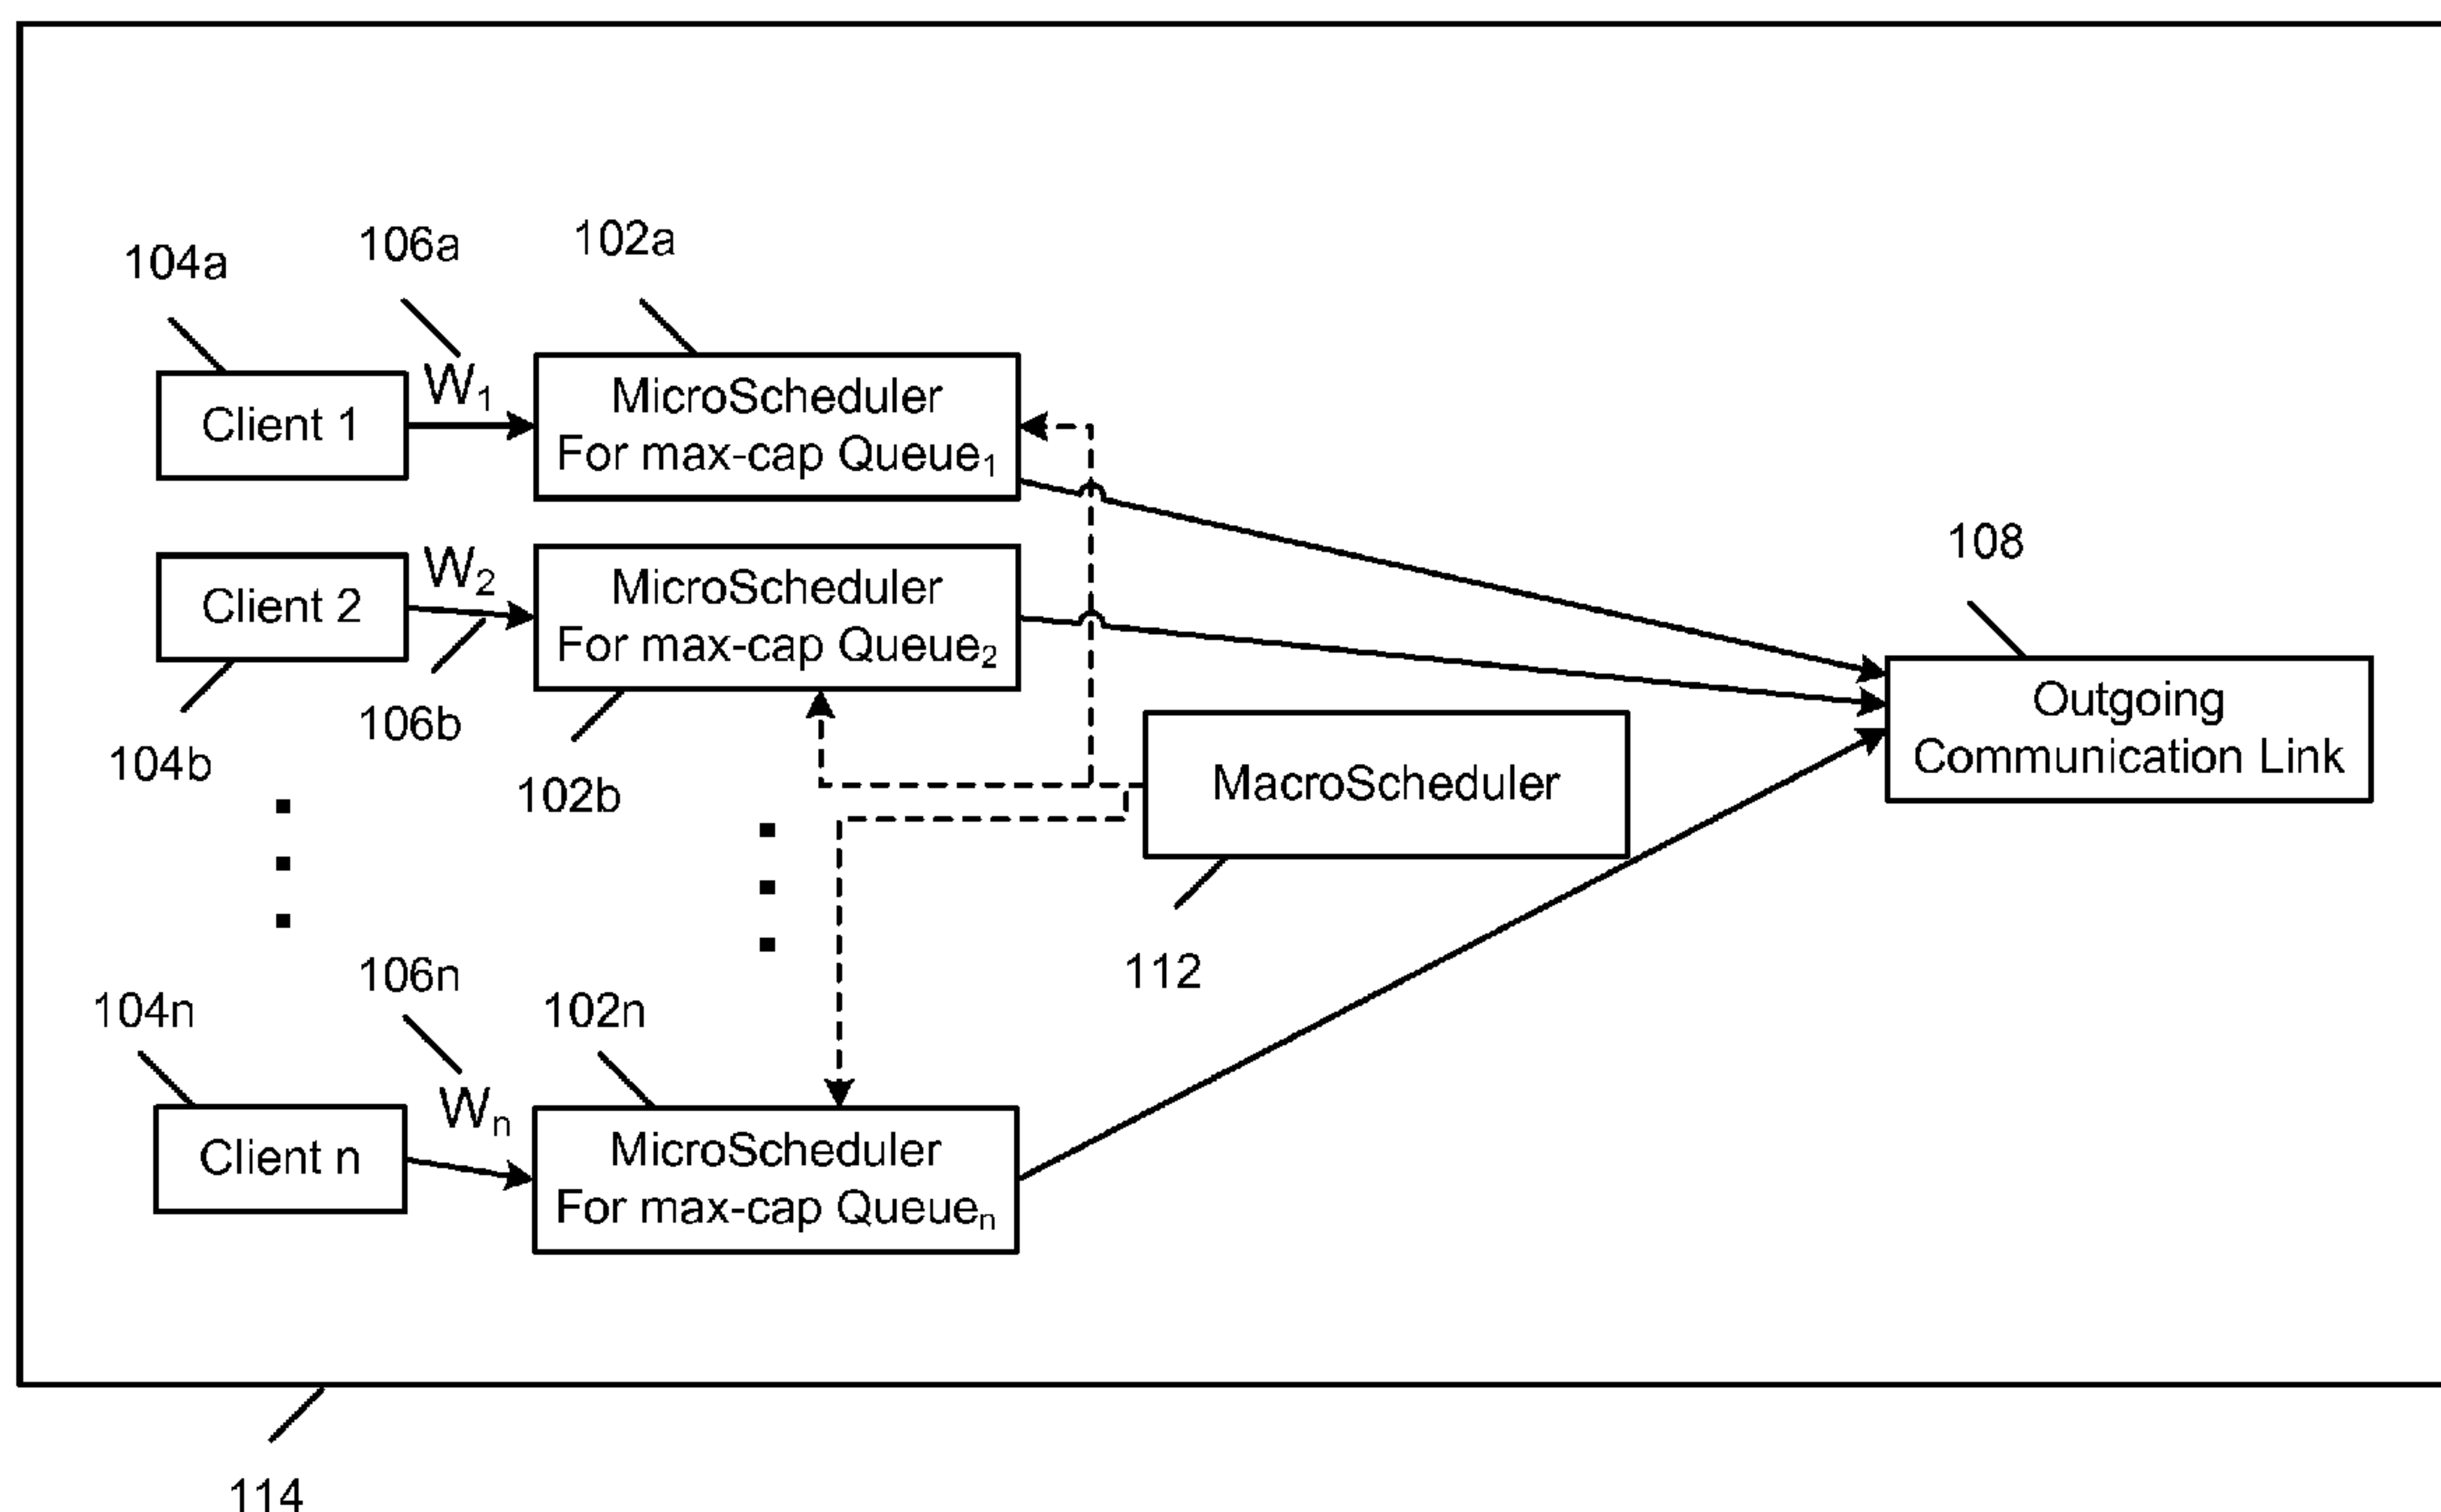 104a
106a
102a
Client 1
W₁
MicroScheduler
For max-cap Queue₁
Client 2
W₂
MicroScheduler
For max-cap Queue₂
104b
106b
102b
108
Outgoing
Communication Link
MacroScheduler
112
104n
106n
102n
Client n
Wₙ
MicroScheduler
For max-cap Queueₙ
114